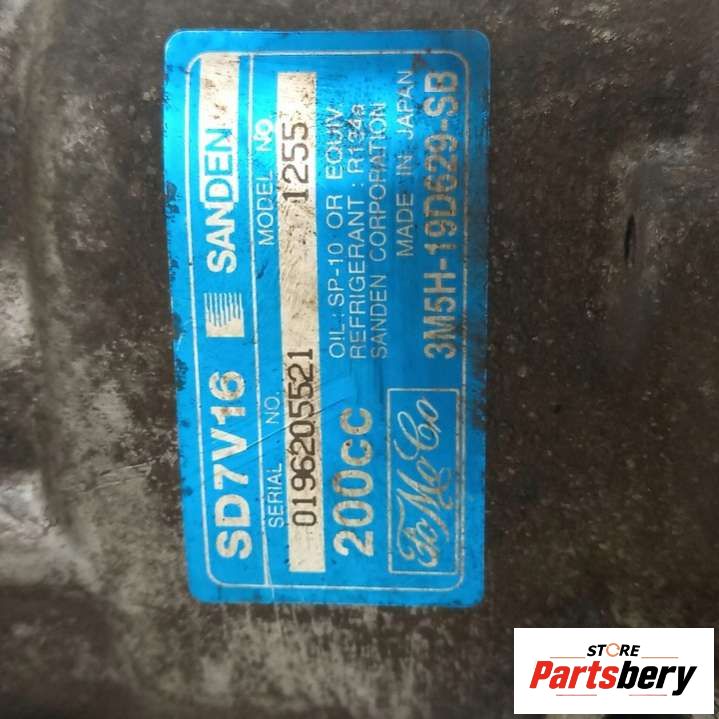 SD7V16 SANDEN
SERIAL NO. MODEL NO
0196205521 1255
200cc OIL: SP-10 OR EQUIV
REFRIGERANT: R134a
SANDEN CORPORATION
FoMoCo MADE IN JAPAN
3M5H-19D629-SB
STORE
Partsbery